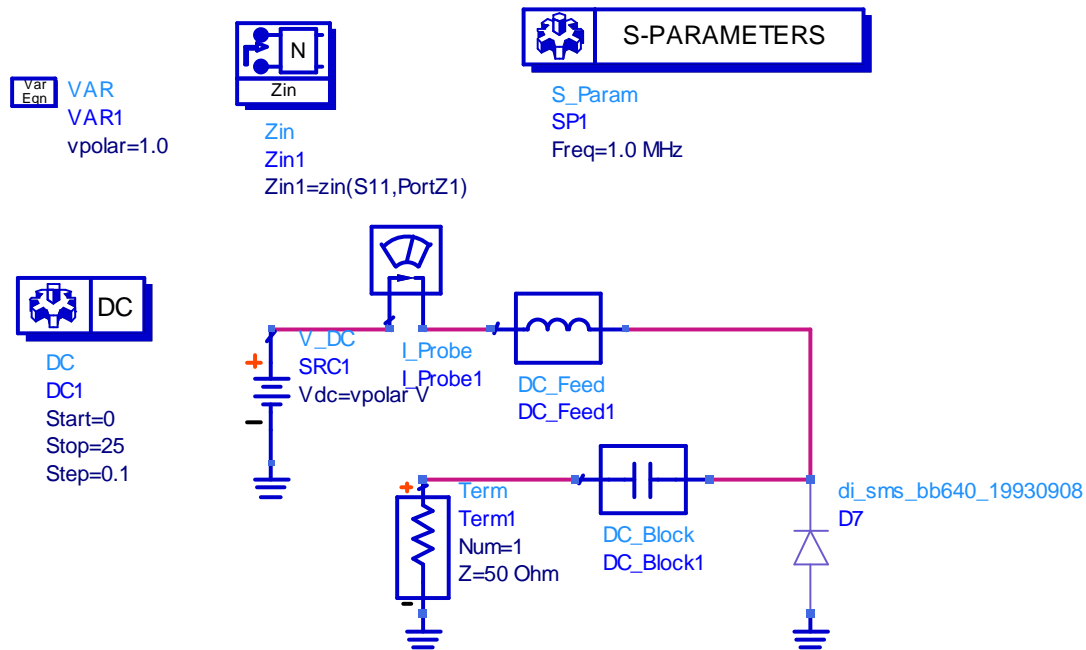 Var
Eqn
VAR
VAR1
vpolar=1.0
N
Zin
Zin
Zin1
Zin1=zin(S11,PortZ1)
S-PARAMETERS
S_Param
SP1
Freq=1.0 MHz
DC
DC
DC1
Start=0
Stop=25
Step=0.1
+
V_DC
SRC1
Vdc=vpolar V
I_Probe
I_Probe1
DC_Feed
DC_Feed1
+
Term
Term1
Num=1
Z=50 Ohm
DC_Block
DC_Block1
di_sms_bb640_19930908
D7